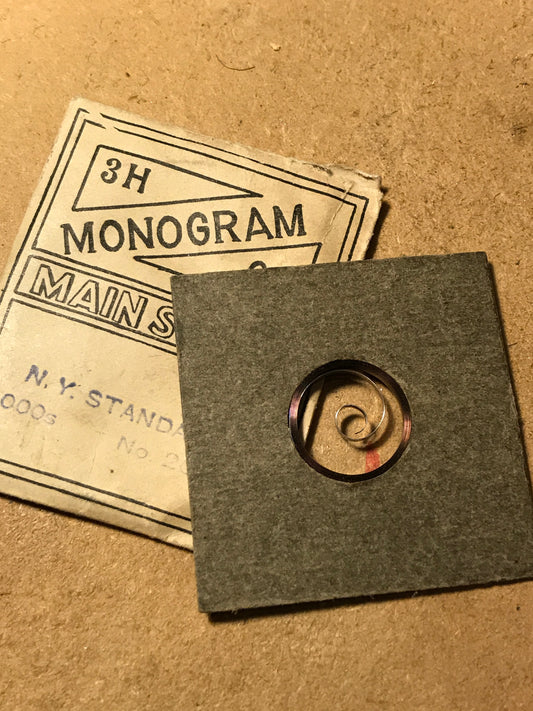 3H
MONOGRAM
MAIN S
N. Y. STANDA
000s
No. 2